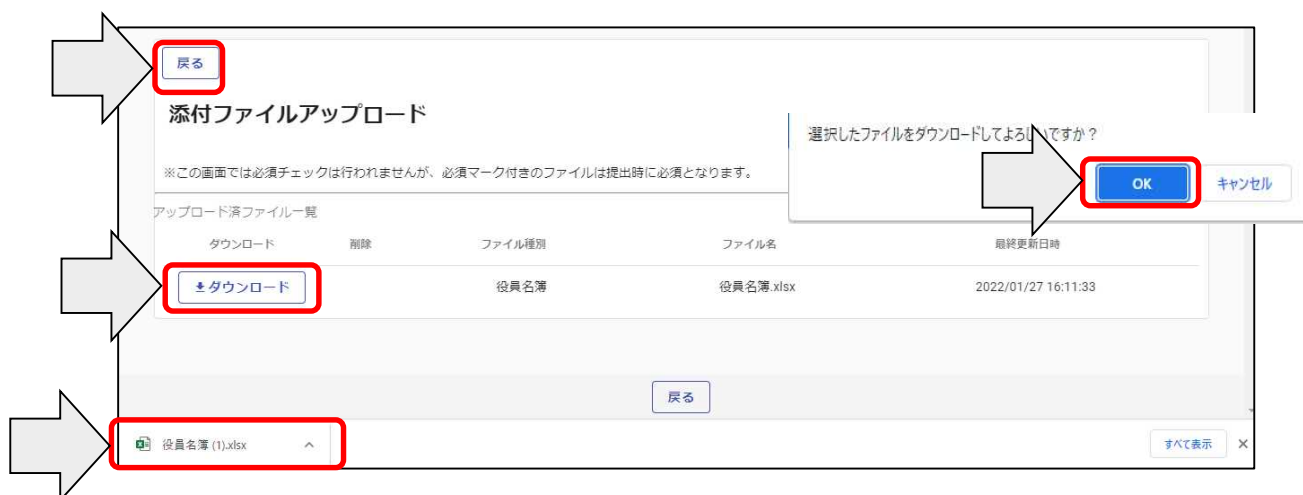 戻る
添付ファイルアップロード
選択したファイルをダウンロードしてよろしいですか？
OK
キャンセル
※この画面では必須チェックは行われませんが、必須マーク付きのファイルは提出時に必須となります。
アップロード済ファイル一覧
ダウンロード 削除 ファイル種別 ファイル名 最終更新日時
ダウンロード 役員名簿 役員名簿.xlsx 2022/01/27 16:11:33
戻る
役員名簿 (1).xlsx
すべて表示